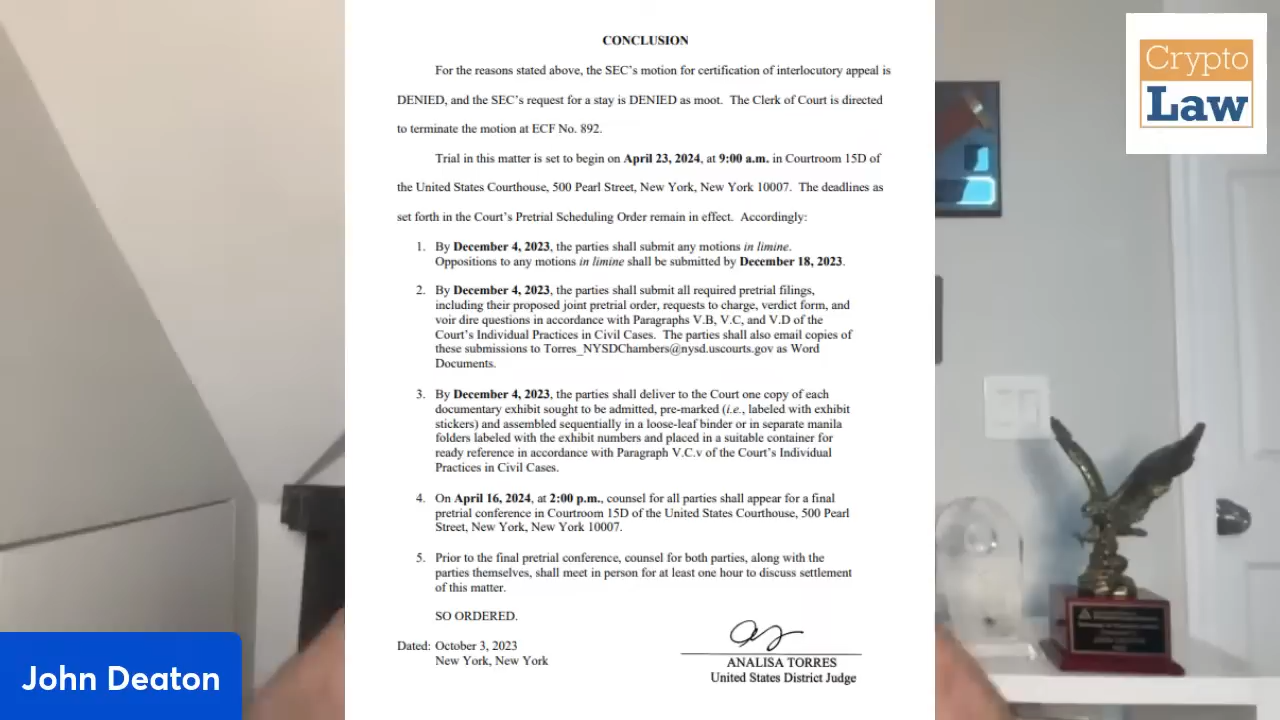 CONCLUSION
For the reasons stated above, the SEC's motion for certification of interlocutory appeal is
DENIED, and the SEC's request for a stay is DENIED as moot. The Clerk of Court is directed
to terminate the motion at ECF No. 892.
Trial in this matter is set to begin on April 23, 2024, at 9:00 a.m. in Courtroom 15D of
the United States Courthouse, 500 Pearl Street, New York, New York 10007. The deadlines as
set forth in the Court's Pretrial Scheduling Order remain in effect. Accordingly:
1. By December 4, 2023, the parties shall submit any motions in limine.
Oppositions to any motions in limine shall be submitted by December 18, 2023.
2. By December 4, 2023, the parties shall submit all required pretrial filings,
including their proposed joint pretrial order, requests to charge, verdict form, and
voir dire questions in accordance with Paragraphs V.B, V.C, and V.D of the
Court's Individual Practices in Civil Cases. The parties shall also email copies of
these submissions to Torres_NYSDChambers@nysd.uscourts.gov as Word
Documents.
3. By December 4, 2023, the parties shall deliver to the Court one copy of each
documentary exhibit sought to be admitted, pre-marked (i.e., labeled with exhibit
stickers) and assembled sequentially in a loose-leaf binder or in separate manila
folders labeled with the exhibit numbers and placed in a suitable container for
ready reference in accordance with Paragraph V.C.v of the Court's Individual
Practices in Civil Cases.
4. On April 16, 2024, at 2:00 p.m., counsel for all parties shall appear for a final
pretrial conference in Courtroom 15D of the United States Courthouse, 500 Pearl
Street, New York, New York 10007.
5. Prior to the final pretrial conference, counsel for both parties, along with the
parties themselves, shall meet in person for at least one hour to discuss settlement
of this matter.
SO ORDERED.
Dated: October 3, 2023
New York, New York
ANALISA TORRES
United States District Judge
Crypto
Law
John Deaton